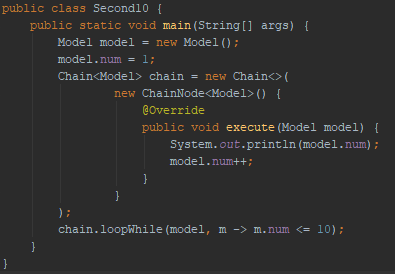 public class Second10 {
    public static void main(String[] args) {
        Model model = new Model();
        model.num = 1;
        Chain<Model> chain = new Chain<>(
                new ChainNode<Model>() {
                    @Override
                    public void execute(Model model) {
                        System.out.println(model.num);
                        model.num++;
                    }
                }
        );
        chain.loopWhile(model, m -> m.num <= 10);
    }
}